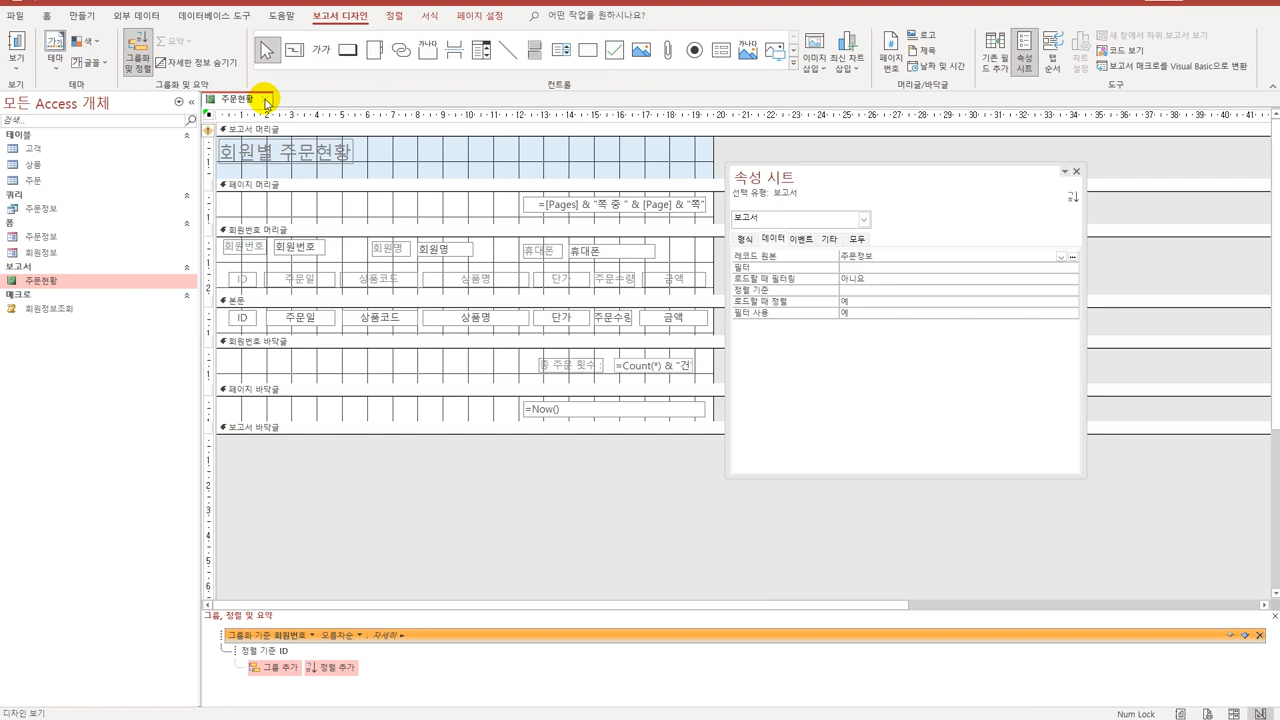 파일 홈 만들기 외부 데이터 데이터베이스 도구 도움말 보고서 디자인 정렬 서식 페이지 설정 어떤 작업을 원하시나요?
보기
테마
색
글꼴
그룹화 및 정렬
요약
자세한 정보 숨기기
가가
가나다
가나다
이미지 삽입
최신 차트 삽입
페이지 번호
로고
제목
날짜 및 시간
기존 필드 추가
속성 시트
탭 순서
차트 설정
새 창에서 하위 보고서 보기
코드 보기
보고서 매크로를 Visual Basic으로 변환
보기 테마 그룹화 및 요약 컨트롤 머리글/바닥글 도구
모든 Access 개체
검색...
테이블
고객
상품
주문
쿼리
주문정보
폼
주문정보
회원정보
보고서
주문현황
매크로
회원정보조회
주문현황
보고서 머리글
회원별 주문현황
페이지 머리글
=[Pages] & "쪽 중 " & [Page] & "쪽"
회원번호 머리글
회원번호 회원번호 회원명 회원명 휴대폰 휴대폰
ID 주문일 상품코드 상품명 단가 주문수량 금액
본문
ID 주문일 상품코드 상품명 단가 주문수링 금액
회원번호 바닥글
총 주문 횟수 : =Count(*) & "건"
페이지 바닥글
=Now()
보고서 바닥글
속성 시트
선택 유형: 보고서
보고서
형식 데이터 이벤트 기타 모두
레코드 원본 주문정보
필터
로드할 때 필터링 아니요
정렬 기준
로드할 때 정렬 예
필터 사용 예
그룹, 정렬 및 요약
그룹화 기준 회원번호 오름차순 , 자세히
정렬 기준 ID
그룹 추가 정렬 추가
디자인 보기 Num Lock